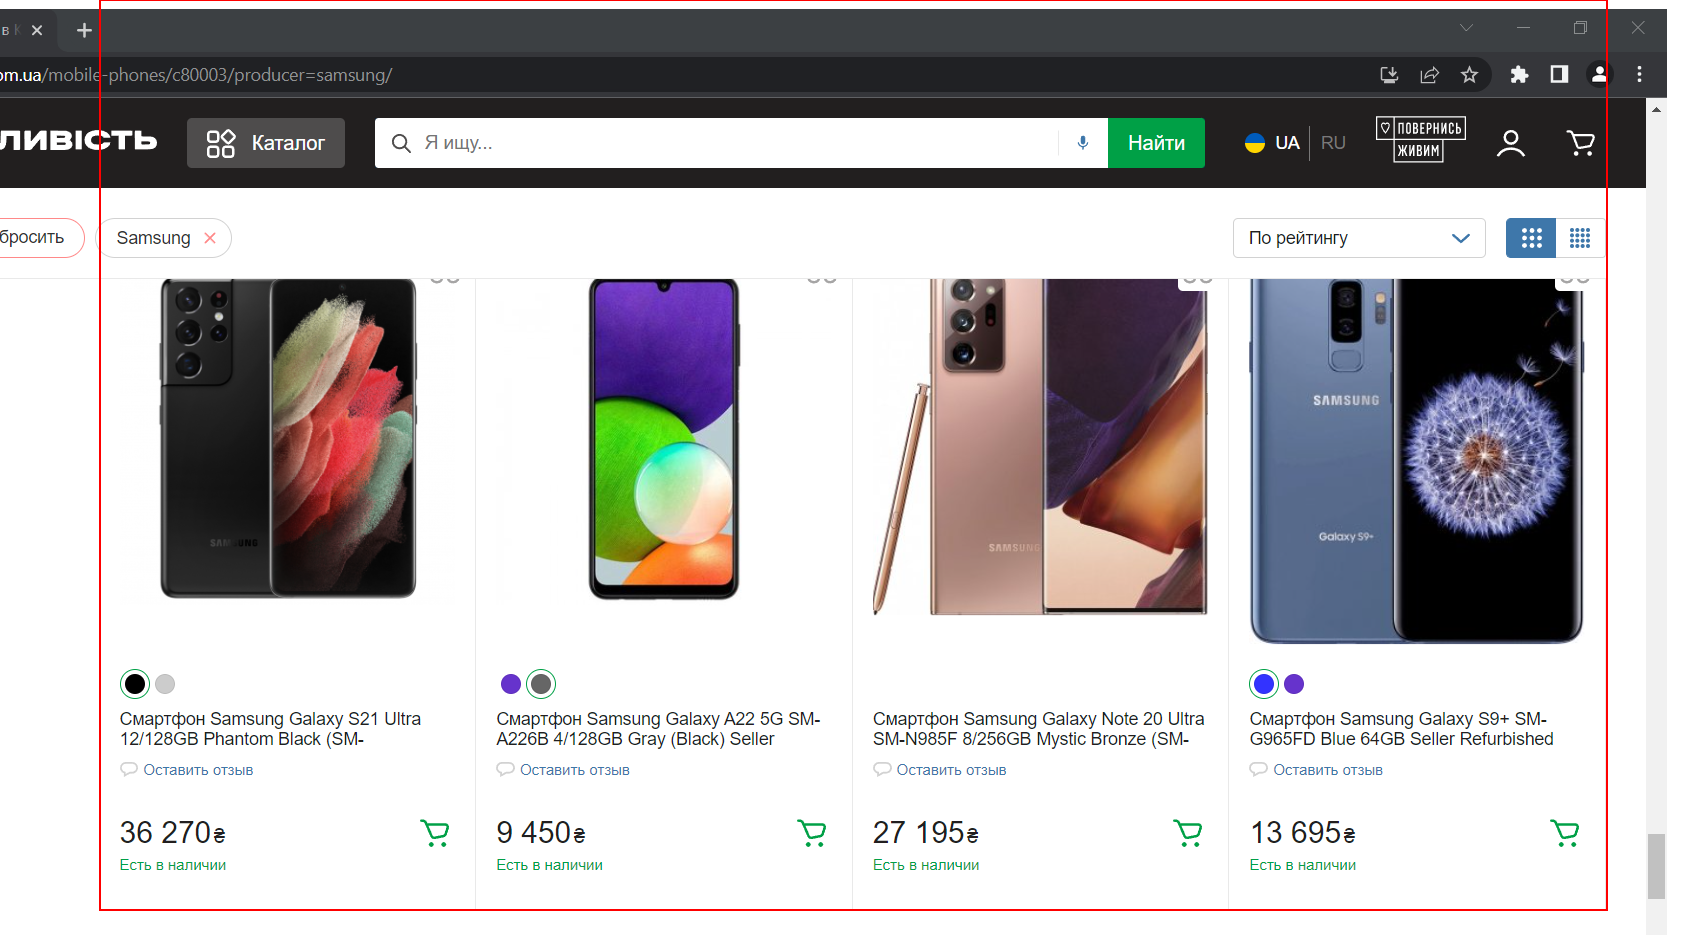 в К
om.ua/mobile-phones/c80003/producer=samsung/
ЛИВІСТЬ
Каталог
Я ищу...
Найти
UA
RU
ПОВЕРНИСЬ
ЖИВИМ
бросить
Samsung
По рейтингу
SAMSUNG
SAMSUNG
SAMSUNG
Galaxy S9+
Смартфон Samsung Galaxy S21 Ultra
12/128GB Phantom Black (SM-
Оставить отзыв
36 270₴
Есть в наличии
Смартфон Samsung Galaxy A22 5G SM-
A226B 4/128GB Gray (Black) Seller
Оставить отзыв
9 450₴
Есть в наличии
Смартфон Samsung Galaxy Note 20 Ultra
SM-N985F 8/256GB Mystic Bronze (SM-
Оставить отзыв
27 195₴
Есть в наличии
Смартфон Samsung Galaxy S9+ SM-
G965FD Blue 64GB Seller Refurbished
Оставить отзыв
13 695₴
Есть в наличии